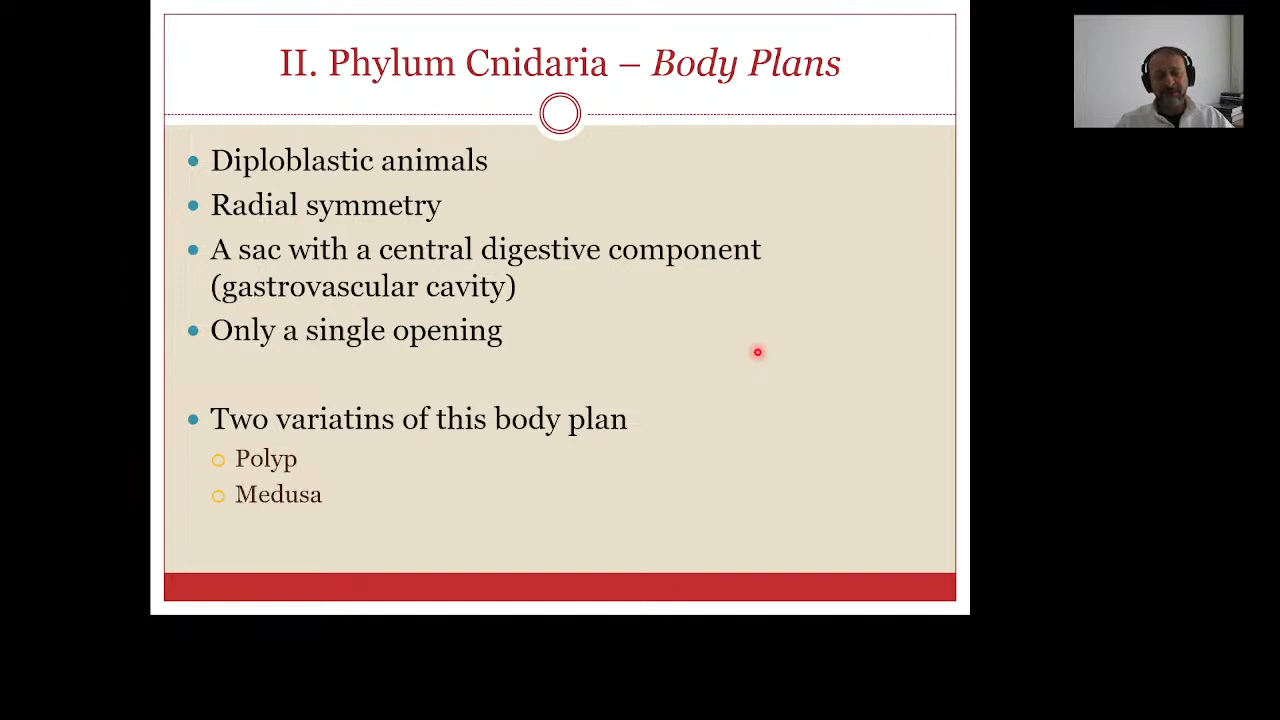 II. Phylum Cnidaria – Body Plans
Diploblastic animals
Radial symmetry
A sac with a central digestive component
(gastrovascular cavity)
Only a single opening
Two variatins of this body plan
Polyp
Medusa